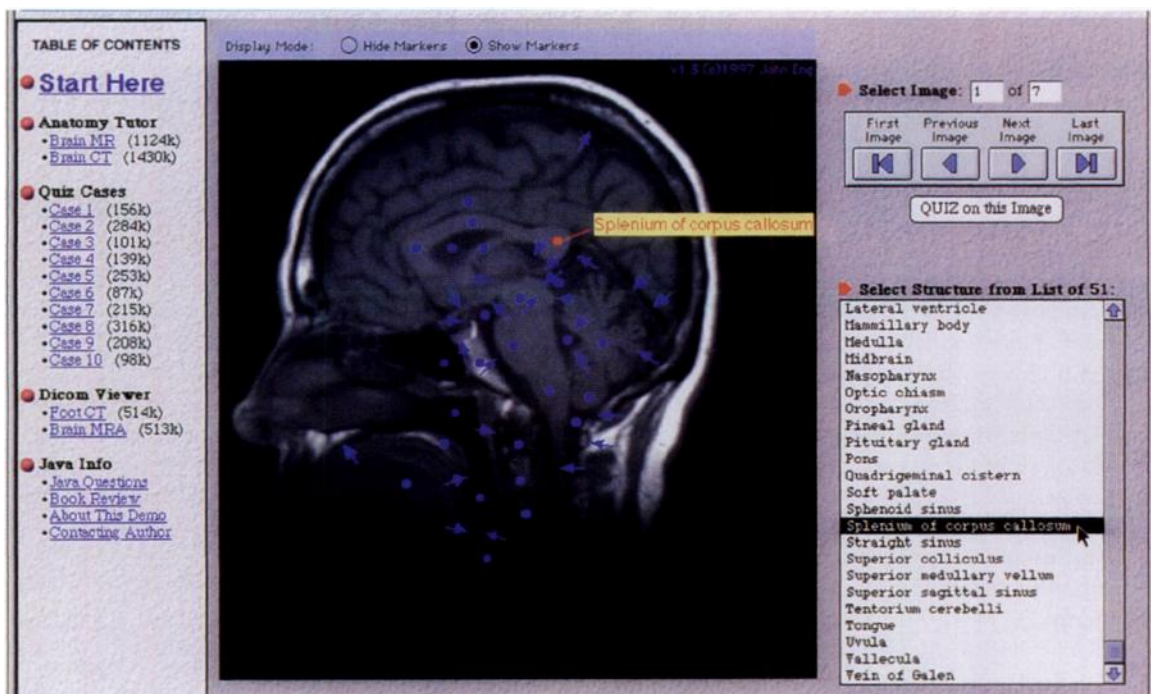 TABLE OF CONTENTS
Start Here
Anatomy Tutor
•Brain MR (1124k)
•Brain CT (1430k)
Quiz Cases
•Case 1 (156k)
•Case 2 (284k)
•Case 3 (101k)
•Case 4 (139k)
•Case 5 (253k)
•Case 6 (87k)
•Case 7 (215k)
•Case 8 (316k)
•Case 9 (208k)
•Case 10 (98k)
Dicom Viewer
•Foot CT (514k)
•Brain MRA (513k)
Java Info
•Java Questions
•Book Review
•About This Demo
•Contacting Author
Display Mode: Hide Markers Show Markers
v1.5 (c)1997 John Eng
Splenium of corpus callosum
Select Image: 1 of 7
First Image
Previous Image
Next Image
Last Image
QUIZ on this Image
Select Structure from List of 51:
Lateral ventricle
Mammillary body
Medulla
Midbrain
Nasopharynx
Optic chiasm
Oropharynx
Pineal gland
Pituitary gland
Pons
Quadrigeminal cistern
Soft palate
Sphenoid sinus
Splenium of corpus callosum
Straight sinus
Superior colliculus
Superior medullary vellum
Superior sagittal sinus
Tentorium cerebelli
Tongue
Uvula
Vallecula
Vein of Galen